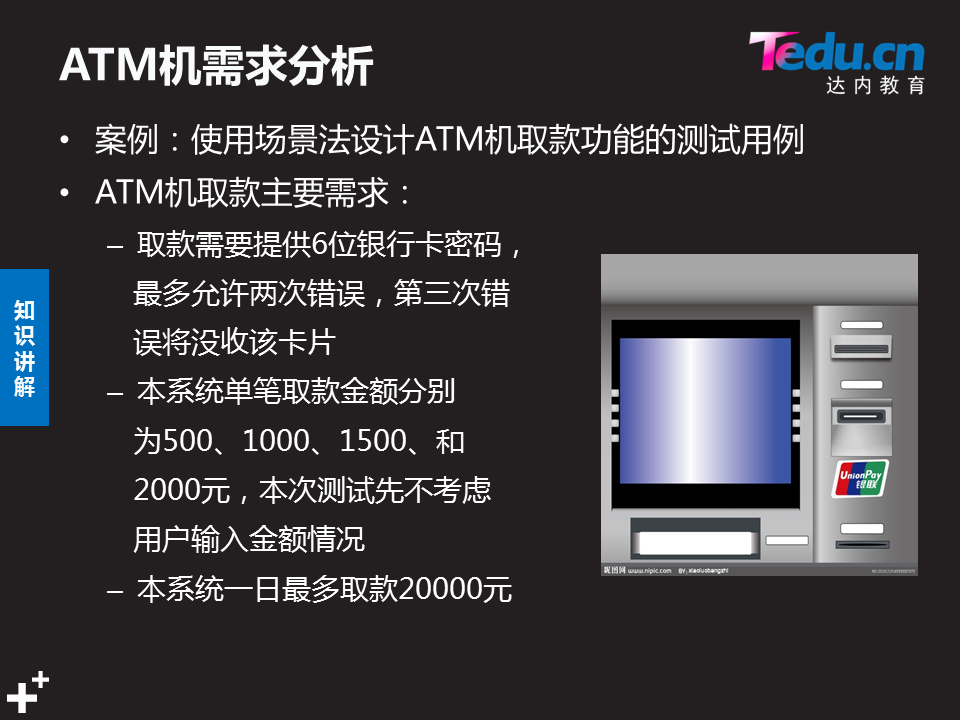 ATM机需求分析
Tedu.cn
达内教育
• 案例：使用场景法设计ATM机取款功能的测试用例
• ATM机取款主要需求：
– 取款需要提供6位银行卡密码，
最多允许两次错误，第三次错
误将没收该卡片
– 本系统单笔取款金额分别
为500、1000、1500、和
2000元，本次测试先不考虑
用户输入金额情况
– 本系统一日最多取款20000元
知
识
讲
解
UnionPay
银联
昵图网 www.nipic.com BY: xiaoluobangzhi